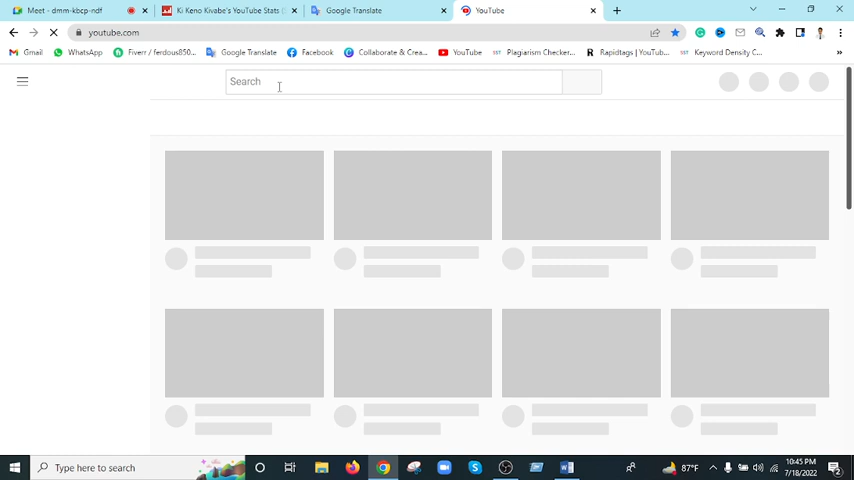 Meet - dmm-kbcp-ndf
Ki Keno Kivabe's YouTube Stats (
Google Translate
YouTube
youtube.com
Gmail
WhatsApp
Fiverr / ferdous850...
Google Translate
Facebook
Collaborate & Crea...
YouTube
Plagiarism Checker...
R Rapidtags | YouTub...
SST Keyword Density C...
»
Search
Type here to search
87°F
10:45 PM
7/18/2022
2